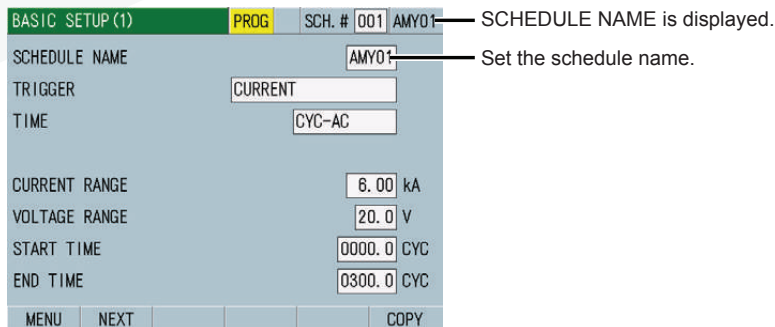 BASIC SETUP(1) PROG SCH. # 001 AMY01 SCHEDULE NAME is displayed.
SCHEDULE NAME AMY01 Set the schedule name.
TRIGGER CURRENT
TIME CYC-AC
CURRENT RANGE 6.00 kA
VOLTAGE RANGE 20.0 V
START TIME 0000.0 CYC
END TIME 0300.0 CYC
MENU NEXT COPY